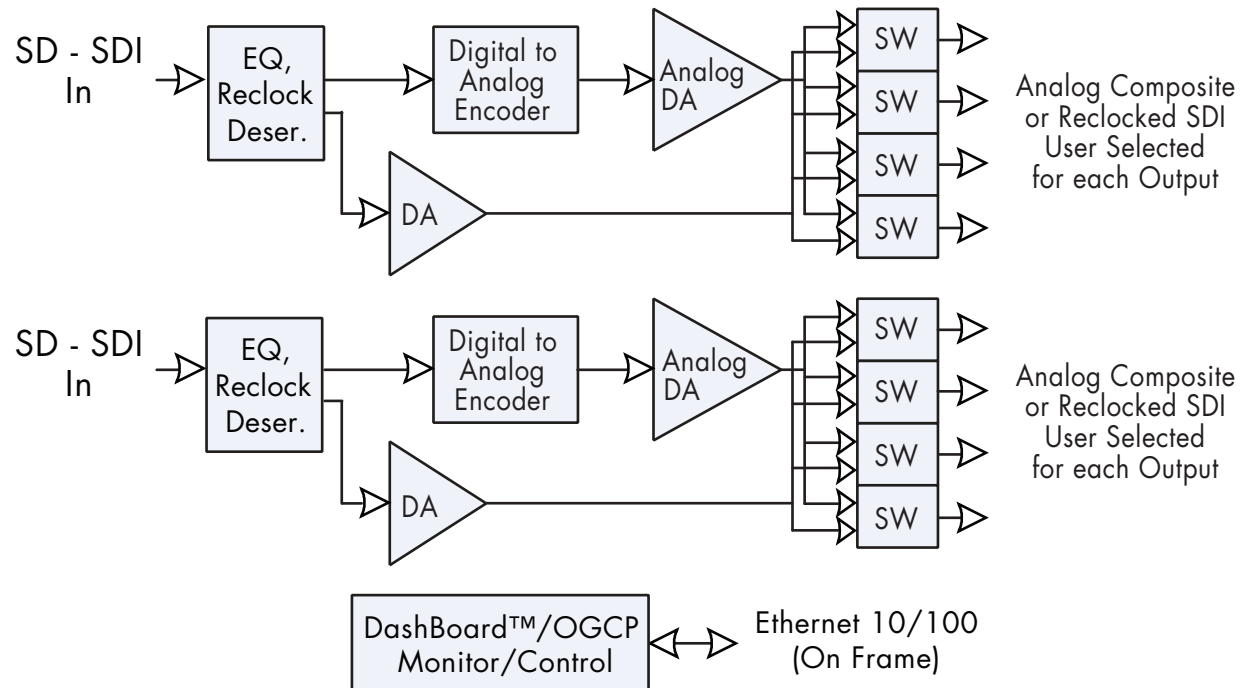 SD - SDI
In
EQ,
Reclock
Deser.
Digital to
Analog
Encoder
Analog
DA
DA
SW
SW
SW
SW
Analog Composite
or Reclocked SDI
User Selected
for each Output
SD - SDI
In
EQ,
Reclock
Deser.
Digital to
Analog
Encoder
Analog
DA
DA
SW
SW
SW
SW
Analog Composite
or Reclocked SDI
User Selected
for each Output
DashBoard™/OGCP
Monitor/Control
Ethernet 10/100
(On Frame)